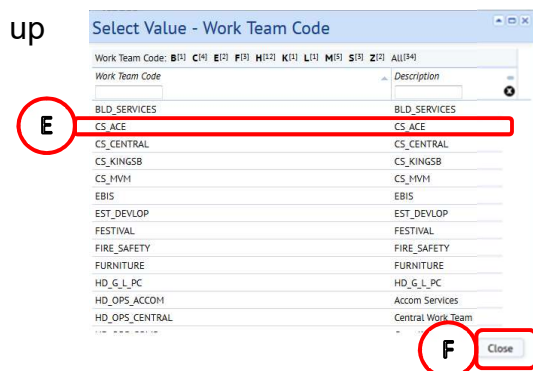 up
Select Value - Work Team Code
Work Team Code: B[1] C[4] E[2] F[3] H[12] K[1] L[1] M[5] S[3] Z[2] All[34]
Work Team Code Description
BLD_SERVICES BLD_SERVICES
E
CS_ACE CS_ACE
CS_CENTRAL CS_CENTRAL
CS_KINGSB CS_KINGSB
CS_MVM CS_MVM
EBIS EBIS
EST_DEVLOP EST_DEVLOP
FESTIVAL FESTIVAL
FIRE_SAFETY FIRE_SAFETY
FURNITURE FURNITURE
HD_G_L_PC HD_G_L_PC
HD_OPS_ACCOM Accom Services
HD_OPS_CENTRAL Central Work Team
F Close